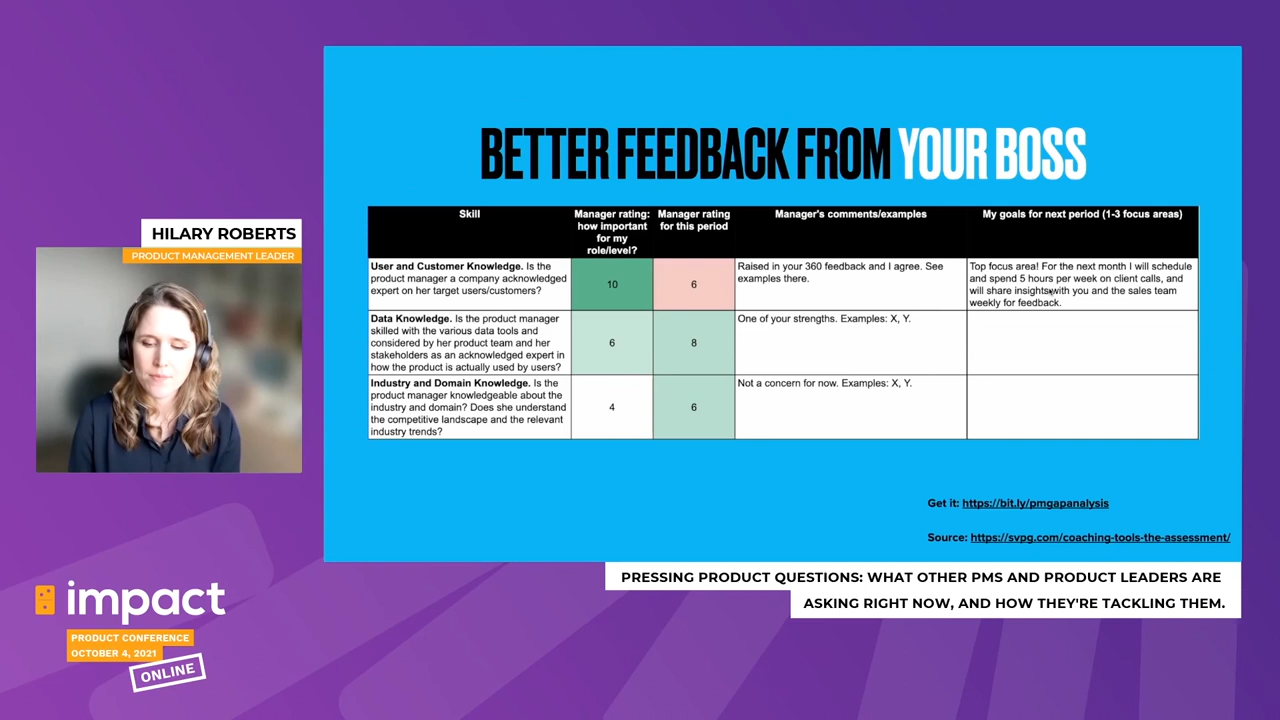 HILARY ROBERTS
PRODUCT MANAGEMENT LEADER
BETTER FEEDBACK FROM YOUR BOSS
Skill
Manager rating:
how important
for my
role/level?
Manager rating
for this period
Manager's comments/examples
My goals for next period (1-3 focus areas)
User and Customer Knowledge. Is the
product manager a company acknowledged
expert on her target users/customers?
10
6
Raised in your 360 feedback and I agree. See
examples there.
Top focus area! For the next month I will schedule
and spend 5 hours per week on client calls, and
will share insights with you and the sales team
weekly for feedback.
Data Knowledge. Is the product manager
skilled with the various data tools and
considered by her product team and her
stakeholders as an acknowledged expert in
how the product is actually used by users?
6
8
One of your strengths. Examples: X, Y.
Industry and Domain Knowledge. Is the
product manager knowledgeable about the
industry and domain? Does she understand
the competitive landscape and the relevant
industry trends?
4
6
Not a concern for now. Examples: X, Y.
Get it: https://bit.ly/pmgapanalysis
Source: https://svpg.com/coaching-tools-the-assessment/
PRESSING PRODUCT QUESTIONS: WHAT OTHER PMS AND PRODUCT LEADERS ARE
ASKING RIGHT NOW, AND HOW THEY'RE TACKLING THEM.
impact
PRODUCT CONFERENCE
OCTOBER 4, 2021
ONLINE